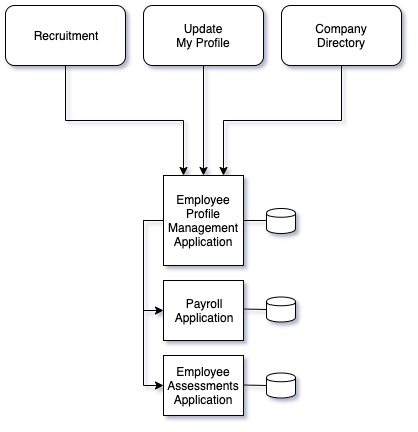 Recruitment
Update
My Profile
Company
Directory
Employee
Profile
Management
Application
Payroll
Application
Employee
Assessments
Application